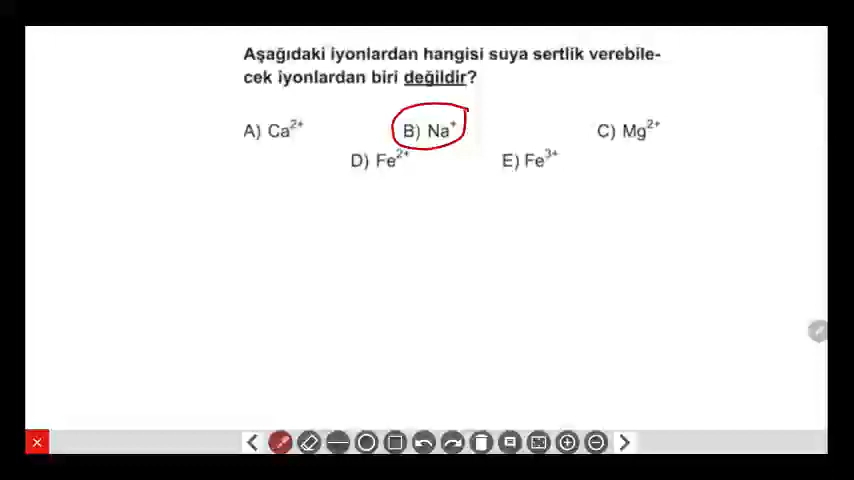 Aşağıdaki iyonlardan hangisi suya sertlik verebile-
cek iyonlardan biri değildir?
A) Ca²⁺ B) Na⁺ C) Mg²⁺
D) Fe²⁺ E) Fe³⁺